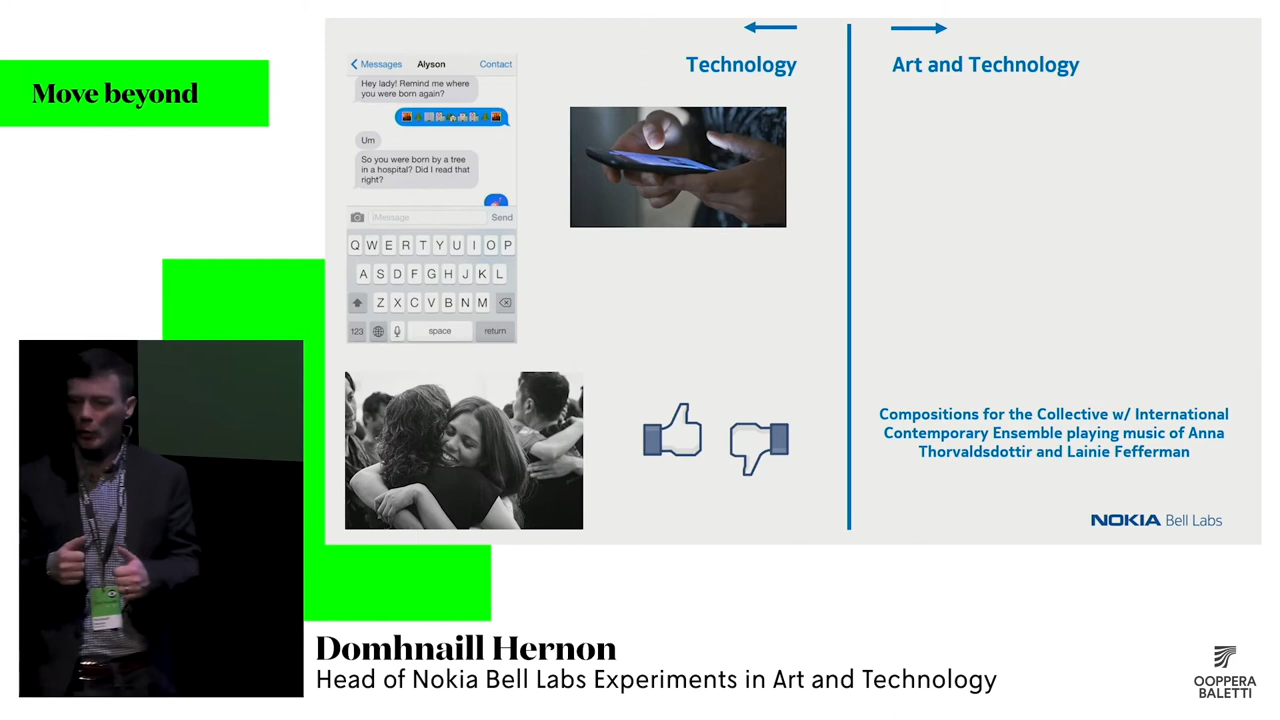 Move beyond
Technology
Art and Technology
Messages
Alyson
Contact
Hey lady! Remind me where
you were born again?
Um
So you were born by a tree
in a hospital? Did I read that
right?
iMessage
Send
Q W E R T Y U I O P
A S D F G H J K L
Z X C V B N M
123
space
return
Compositions for the Collective w/ International
Contemporary Ensemble playing music of Anna
Thorvaldsdottir and Lainie Fefferman
NOKIA Bell Labs
Domhnaill Hernon
Head of Nokia Bell Labs Experiments in Art and Technology
OOPPERA
BALETTI